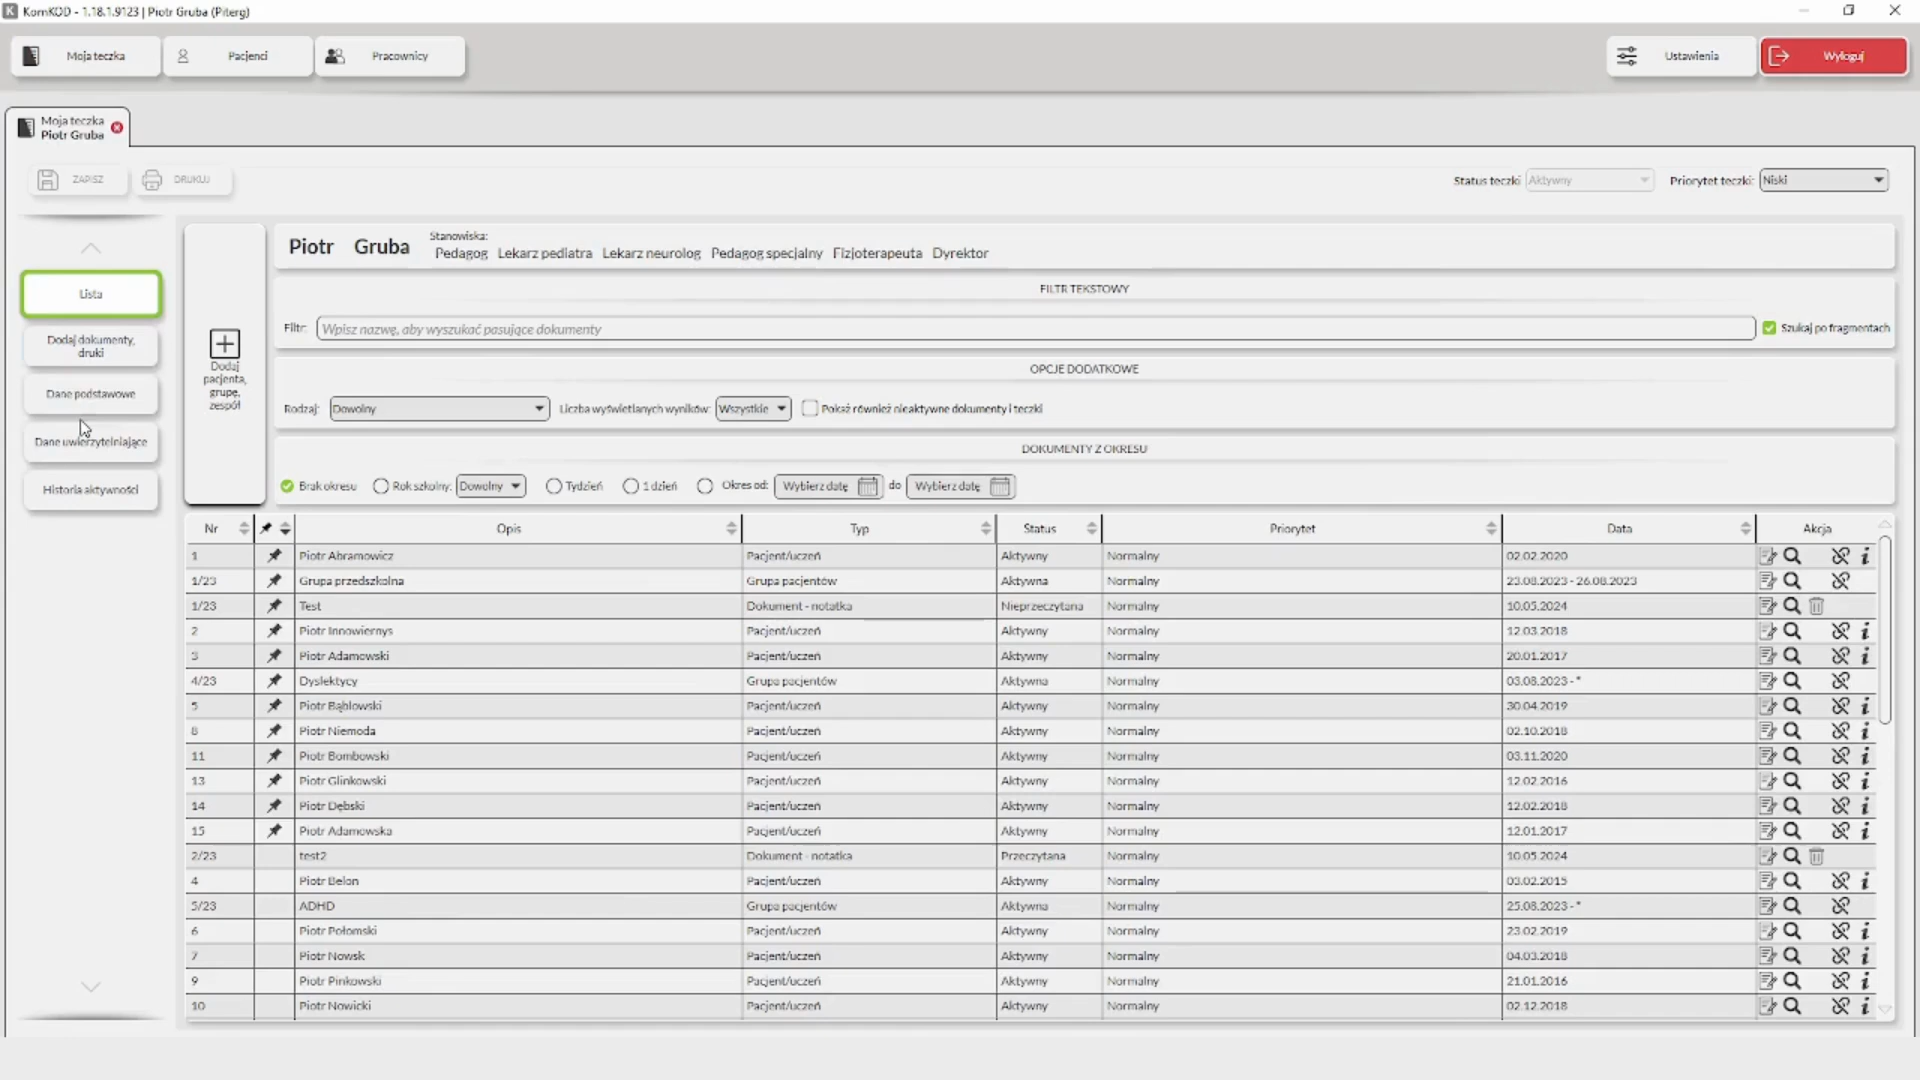 KornKOD - 1.18.1.9123 | Piotr Gruba (Piterg)
Moja teczka
Pacjenci
Pracownicy
Ustawienia
Wyloguj
Moja teczka
Piotr Gruba
ZAPISZ
DRUKUJ
Status teczki Aktywny
Priorytet teczki: Niski
Lista
Dodaj dokumenty, druki
Dane podstawowe
Dane uwierzytelniające
Historia aktywności
Dodaj
pacjenta,
grupę,
zespół
Piotr Gruba
Stanowiska:
Pedagog Lekarz pediatra Lekarz neurolog Pedagog specjalny Fizjoterapeuta Dyrektor
FILTR TEKSTOWY
Filtr: Wpisz nazwę, aby wyszukać pasujące dokumenty Szukaj po fragmentach
OPCJE DODATKOWE
Rodzaj: Dowolny Liczba wyświetlanych wyników: Wszystkie Pokaż również nieaktywne dokumenty i teczki
DOKUMENTY Z OKRESU
Brak okresu Rok szkolny: Dowolny Tydzień 1 dzień Okres od: Wybierz datę do Wybierz datę
Nr Opis Typ Status Priorytet Data Akcja
1 Piotr Abramowicz Pacjent/uczeń Aktywny Normalny 02.02.2020
1/23 Grupa przedszkolna Grupa pacjentów Aktywna Normalny 23.08.2023 - 26.08.2023
1/23 Test Dokument - notatka Nieprzeczytana Normalny 10.05.2024
2 Piotr Innowiernys Pacjent/uczeń Aktywny Normalny 12.03.2018
3 Piotr Adamowski Pacjent/uczeń Aktywny Normalny 20.01.2017
4/23 Dyslektycy Grupa pacjentów Aktywna Normalny 03.08.2023 - *
5 Piotr Bąblowski Pacjent/uczeń Aktywny Normalny 30.04.2019
8 Piotr Niemoda Pacjent/uczeń Aktywny Normalny 02.10.2018
11 Piotr Bombowski Pacjent/uczeń Aktywny Normalny 03.11.2020
13 Piotr Glinkowski Pacjent/uczeń Aktywny Normalny 12.02.2016
14 Piotr Dębski Pacjent/uczeń Aktywny Normalny 12.02.2018
15 Piotr Adamowska Pacjent/uczeń Aktywny Normalny 12.01.2017
2/23 test2 Dokument - notatka Przeczytana Normalny 10.05.2024
4 Piotr Belon Pacjent/uczeń Aktywny Normalny 03.02.2015
5/23 ADHD Grupa pacjentów Aktywna Normalny 25.08.2023 - *
6 Piotr Połomski Pacjent/uczeń Aktywny Normalny 23.02.2019
7 Piotr Nowsk Pacjent/uczeń Aktywny Normalny 04.03.2018
9 Piotr Pinkowski Pacjent/uczeń Aktywny Normalny 21.01.2016
10 Piotr Nowicki Pacjent/uczeń Aktywny Normalny 02.12.2018